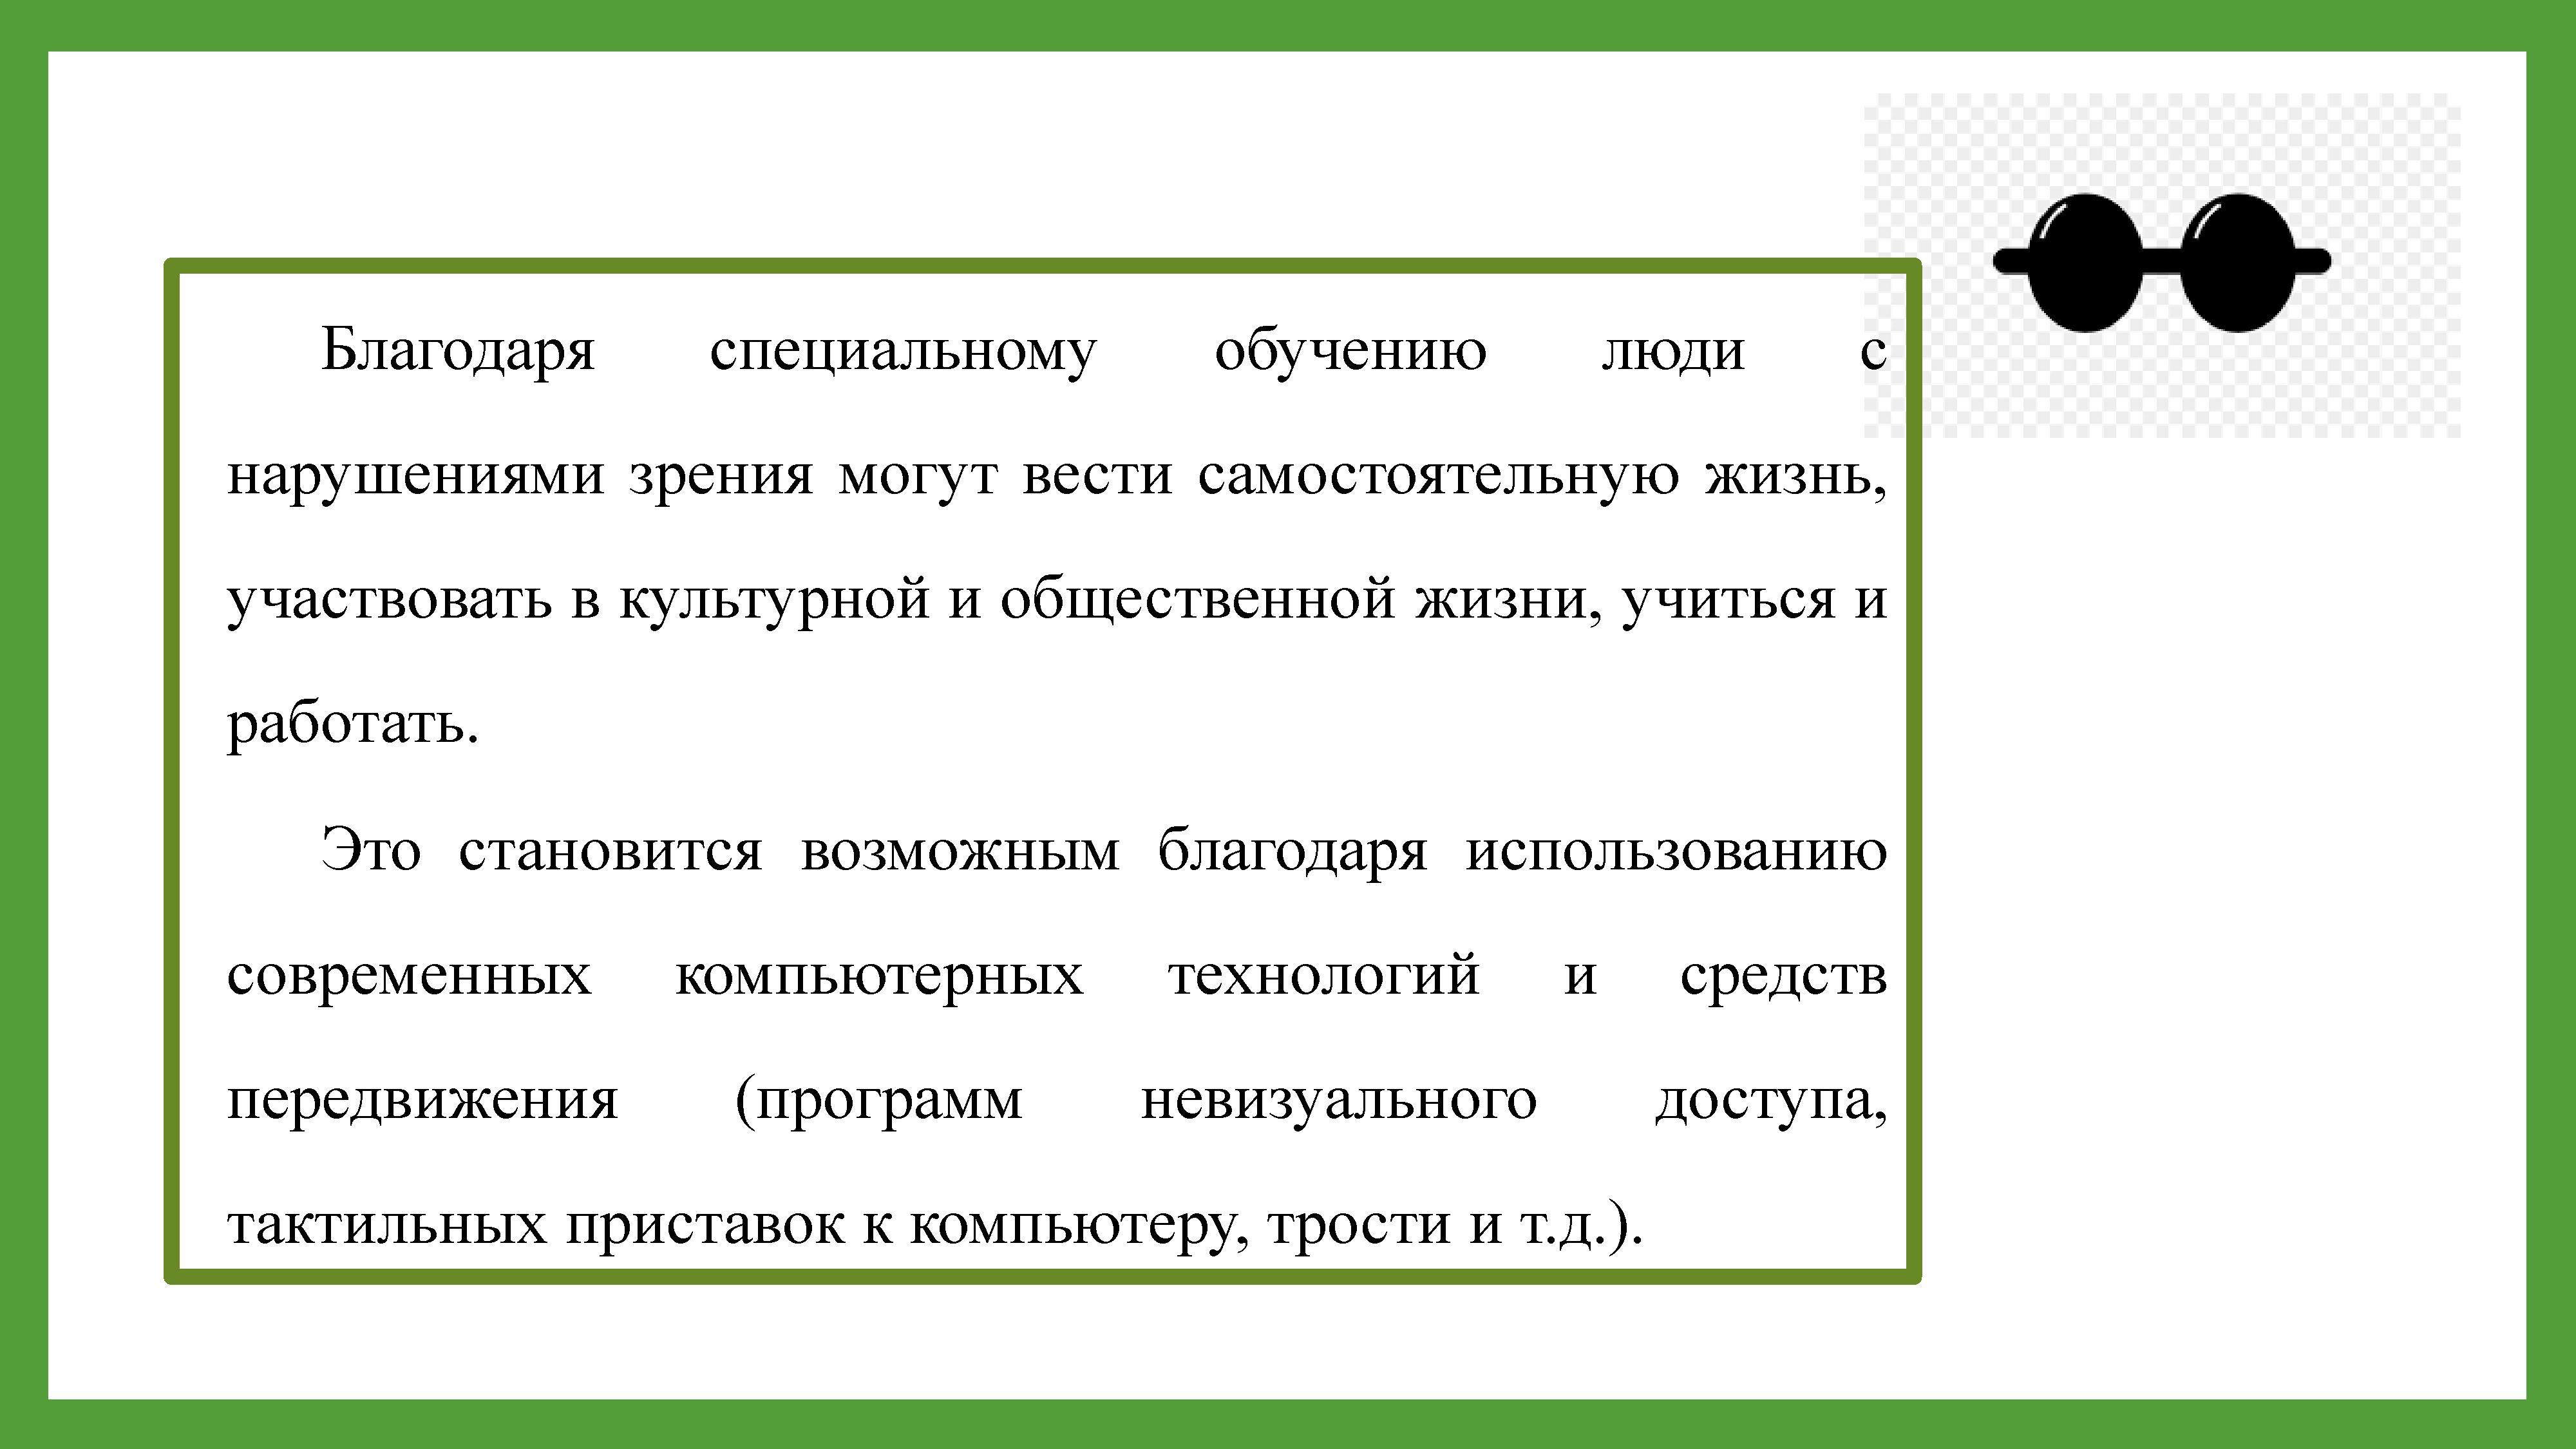 Благодаря специальному обучению люди с
нарушениями зрения могут вести самостоятельную жизнь,
участвовать в культурной и общественной жизни, учиться и
работать.
Это становится возможным благодаря использованию
современных компьютерных технологий и средств
передвижения (программ невизуального доступа,
тактильных приставок к компьютеру, трости и т.д.).